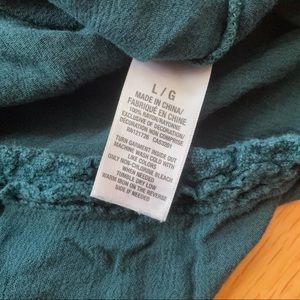 L / G
MADE IN CHINA/
FABRIQUÉ EN CHINE
100% RAYON/RAYONNE
EXCLUSIVE OF DECORATION/
DÉCORATION NON COMPRISE
TURN GARMENT INSIDE OUT
MACHINE WASH COLD WITH
LIKE COLORS
ONLY NON-CHLORINE BLEACH
WHEN NEEDED
TUMBLE DRY LOW
WARM IRON ON THE REVERSE
SIDE IF NEEDED